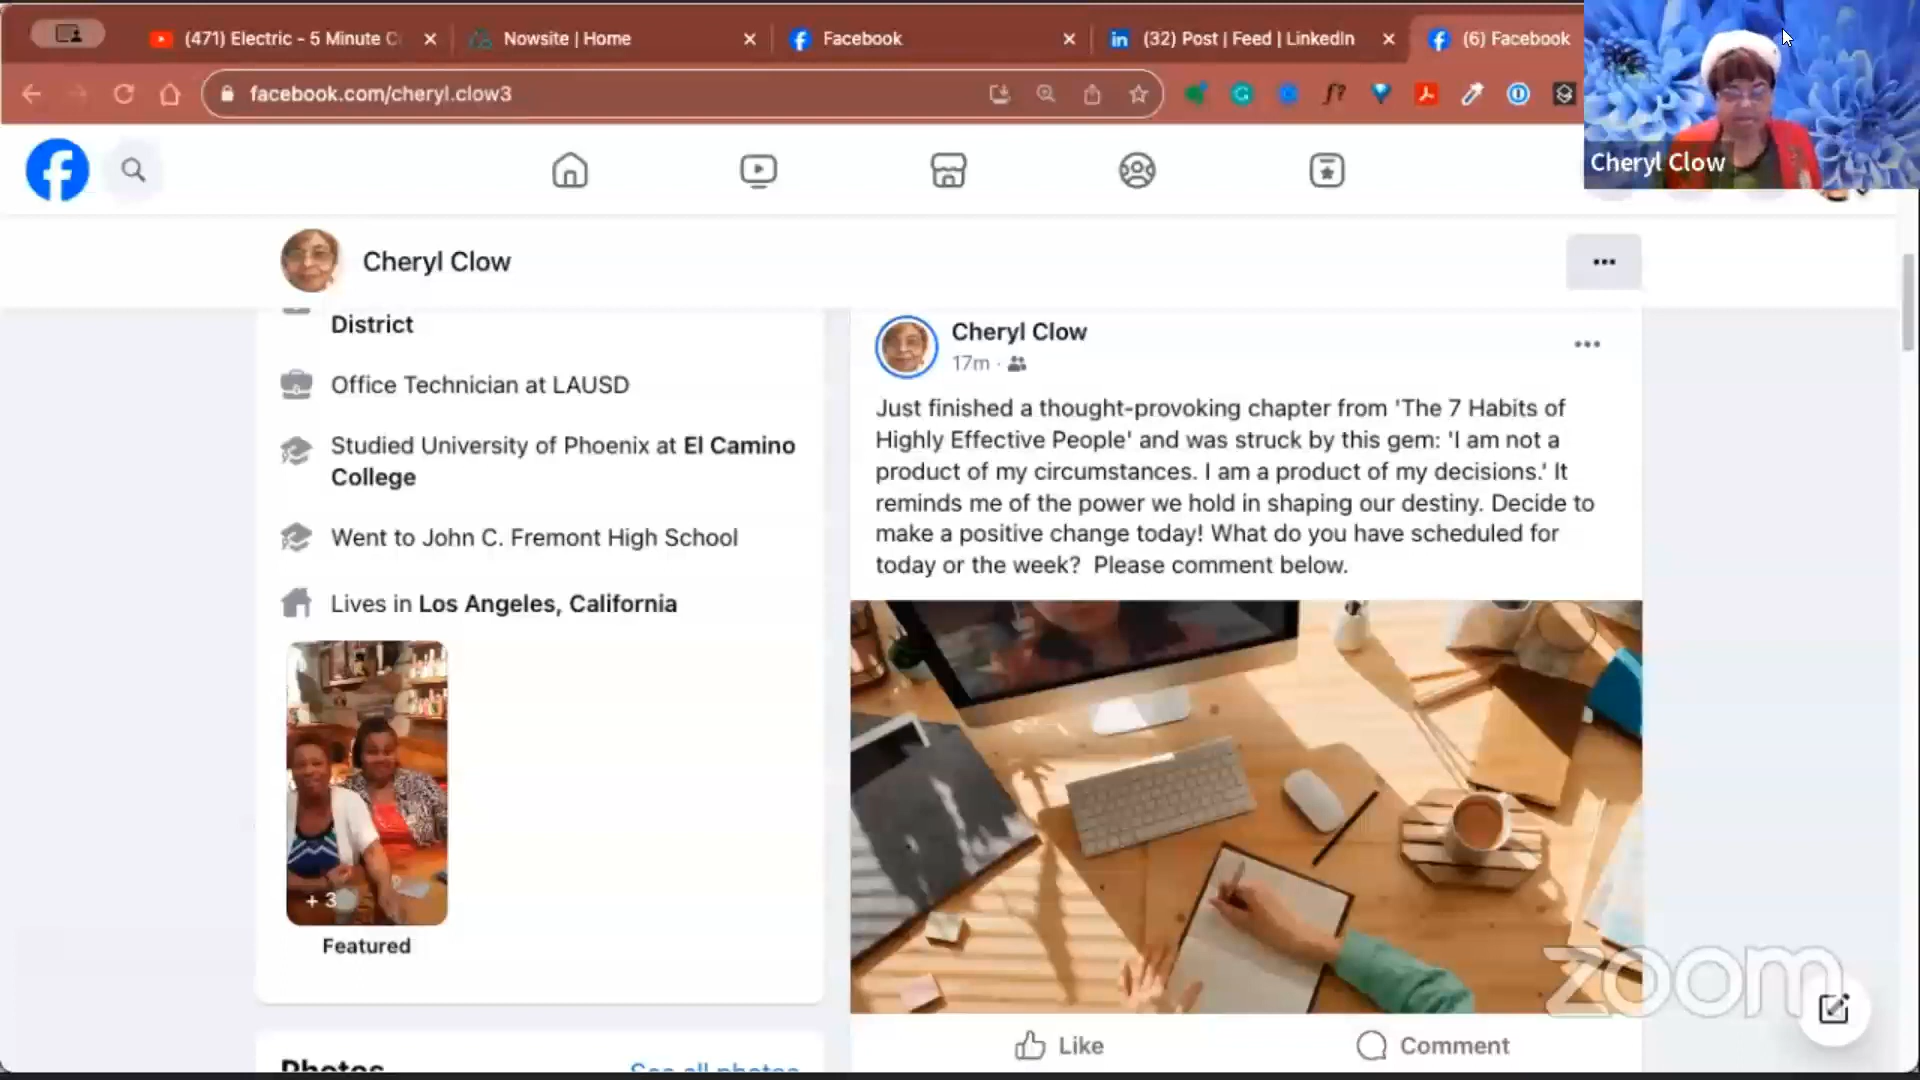 (471) Electric - 5 Minute C
Nowsite | Home
Facebook
(32) Post | Feed | LinkedIn
(6) Facebook
facebook.com/cheryl.clow3
Cheryl Clow
Cheryl Clow
District
Office Technician at LAUSD
Studied University of Phoenix at El Camino
College
Went to John C. Fremont High School
Lives in Los Angeles, California
+ 3
Featured
Photos
See all photos
Cheryl Clow
17m ·
Just finished a thought-provoking chapter from 'The 7 Habits of
Highly Effective People' and was struck by this gem: 'I am not a
product of my circumstances. I am a product of my decisions.' It
reminds me of the power we hold in shaping our destiny. Decide to
make a positive change today! What do you have scheduled for
today or the week? Please comment below.
zoom
Like
Comment